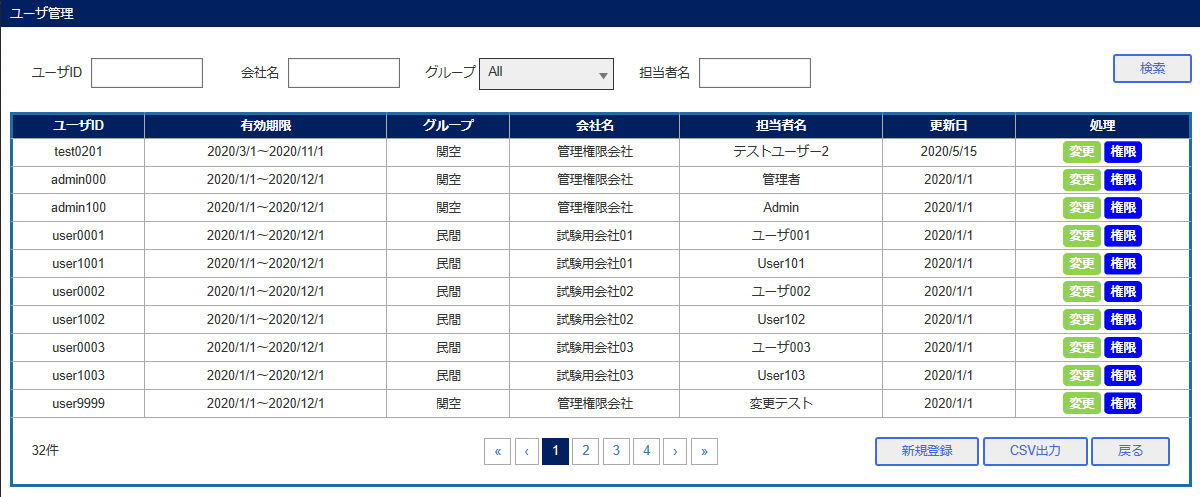 ユーザ管理
ユーザID 会社名 グループ All 担当者名 検索
ユーザID 有効期限 グループ 会社名 担当者名 更新日 処理
test0201 2020/3/1～2020/11/1 関空 管理権限会社 テストユーザー2 2020/5/15 変更 権限
admin000 2020/1/1～2020/12/1 関空 管理権限会社 管理者 2020/1/1 変更 権限
admin100 2020/1/1～2020/12/1 関空 管理権限会社 Admin 2020/1/1 変更 権限
user0001 2020/1/1～2020/12/1 民間 試験用会社01 ユーザ001 2020/1/1 変更 権限
user1001 2020/1/1～2020/12/1 民間 試験用会社01 User101 2020/1/1 変更 権限
user0002 2020/1/1～2020/12/1 民間 試験用会社02 ユーザ002 2020/1/1 変更 権限
user1002 2020/1/1～2020/12/1 民間 試験用会社02 User102 2020/1/1 変更 権限
user0003 2020/1/1～2020/12/1 民間 試験用会社03 ユーザ003 2020/1/1 変更 権限
user1003 2020/1/1～2020/12/1 民間 試験用会社03 User103 2020/1/1 変更 権限
user9999 2020/1/1～2020/12/1 関空 管理権限会社 変更テスト 2020/1/1 変更 権限
32件 « ‹ 1 2 3 4 › » 新規登録 CSV出力 戻る